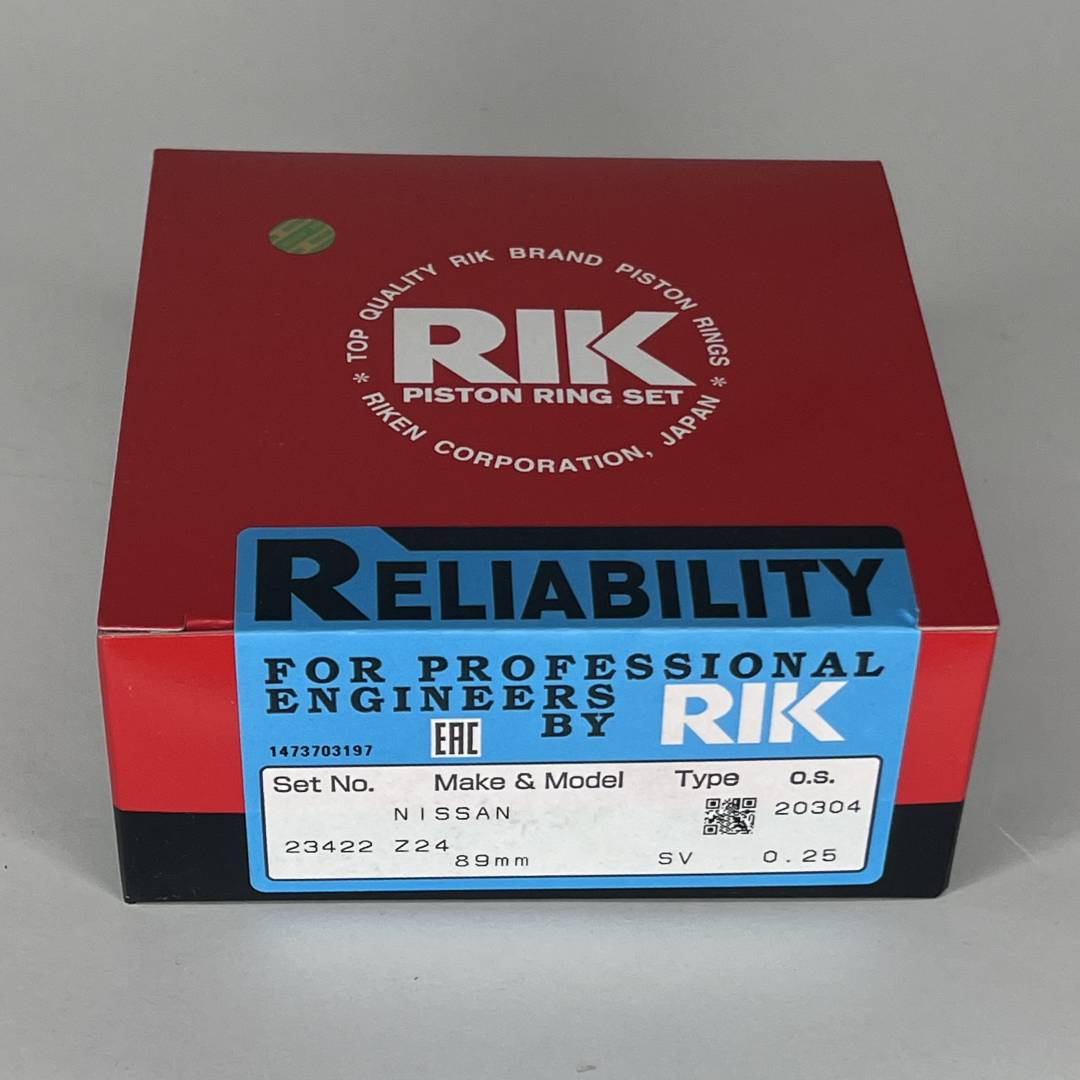 * TOP QUALITY RIK BRAND PISTON RINGS *
RIK
PISTON RING SET
RIKEN CORPORATION, JAPAN
RELIABILITY
FOR PROFESSIONAL
ENGINEERS
BY RIK
1473703197 EAC
Set No. Make & Model Type O.S.
NISSAN 20304
23422 Z24
89mm SV 0.25